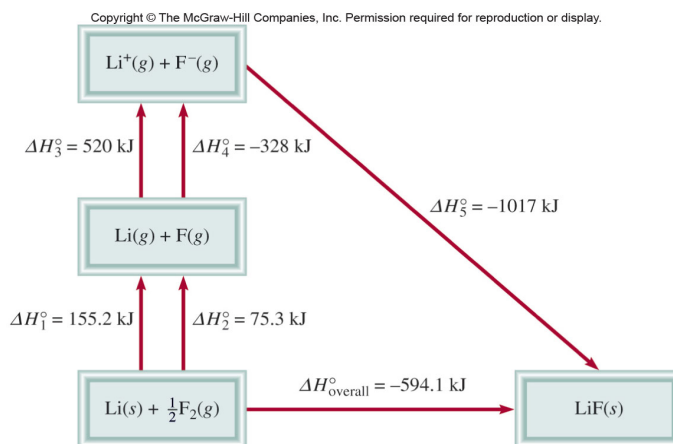 Copyright © The McGraw-Hill Companies, Inc. Permission required for reproduction or display.
Li⁺(g) + F⁻(g)
ΔH°₃ = 520 kJ
ΔH°₄ = –328 kJ
ΔH°₅ = –1017 kJ
Li(g) + F(g)
ΔH°₁ = 155.2 kJ
ΔH°₂ = 75.3 kJ
ΔH°overall = –594.1 kJ
Li(s) + ½F₂(g)
LiF(s)